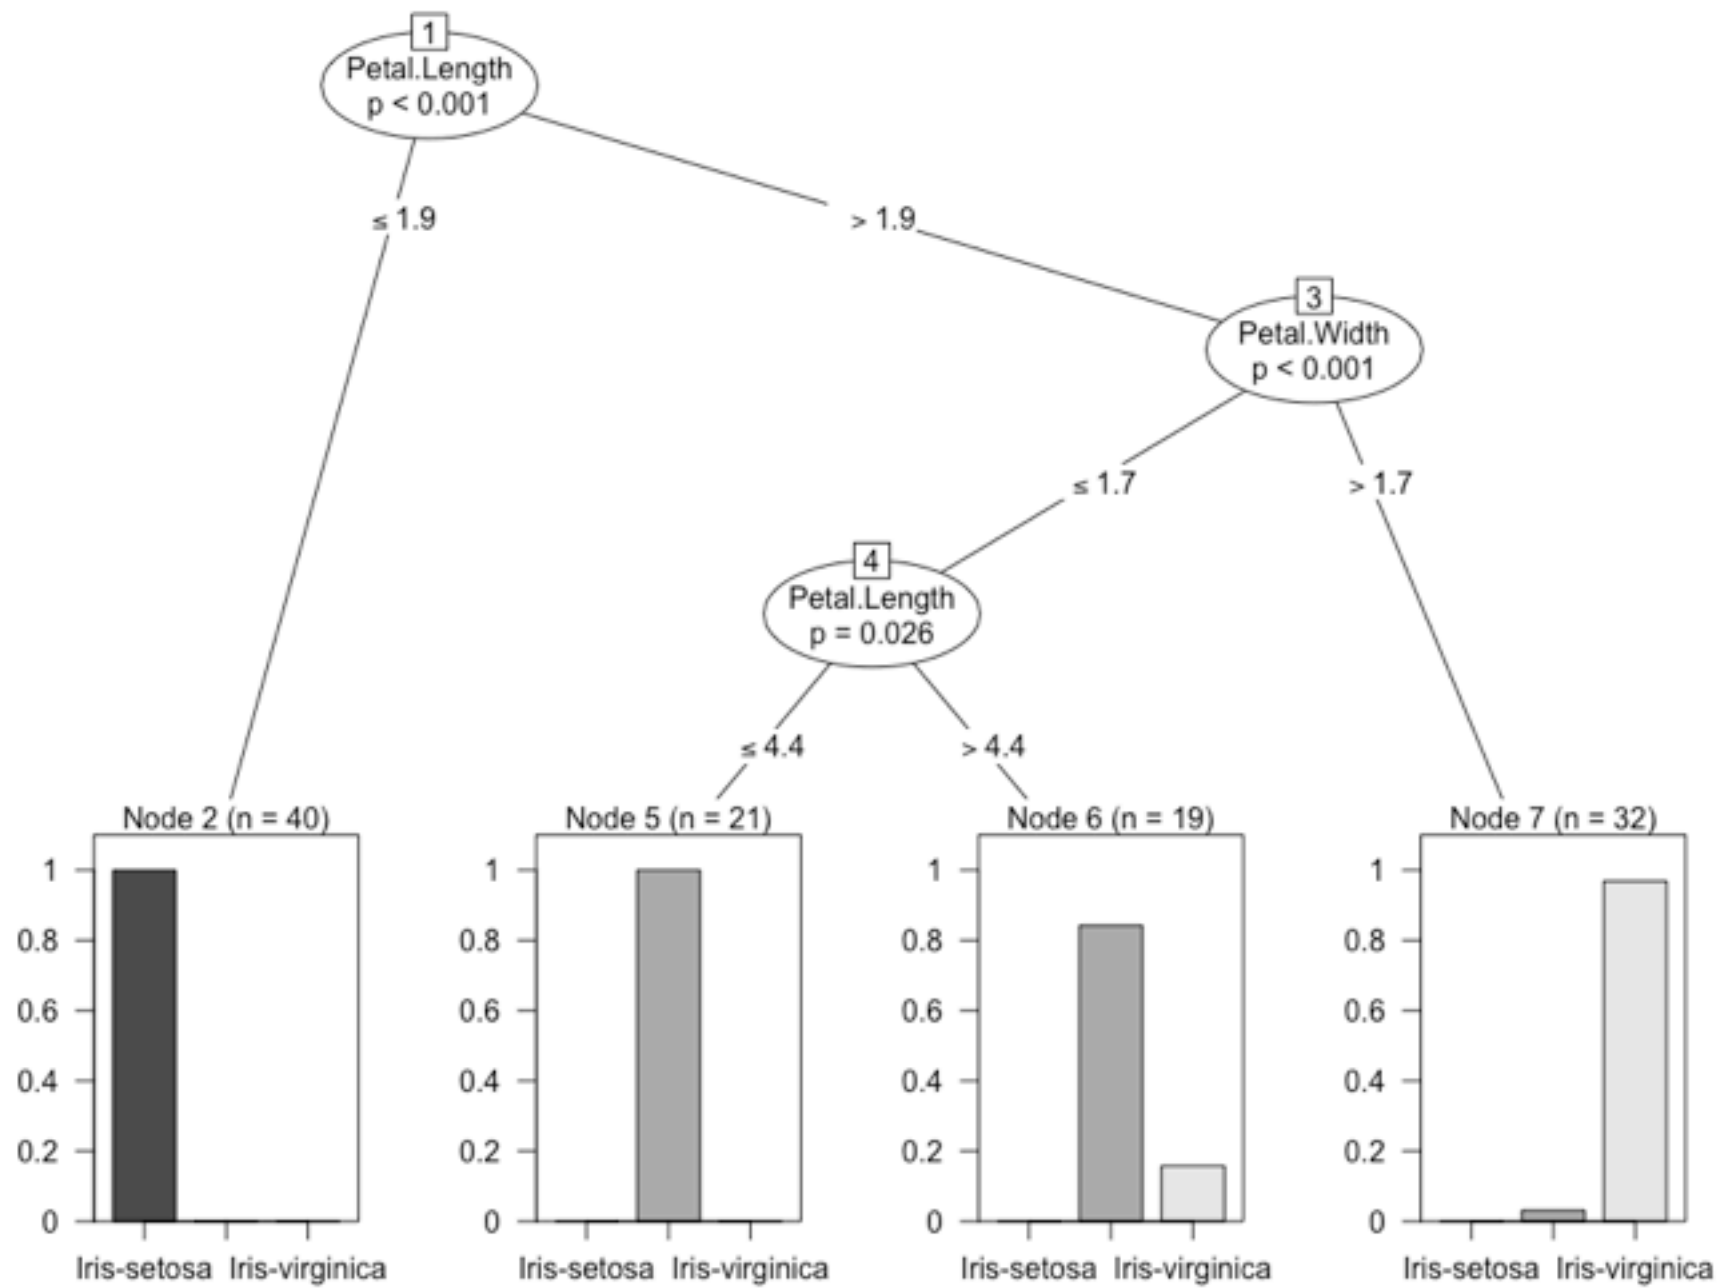 1
Petal.Length
p < 0.001
≤ 1.9
> 1.9
3
Petal.Width
p < 0.001
≤ 1.7
> 1.7
4
Petal.Length
p = 0.026
≤ 4.4
> 4.4
Node 2 (n = 40)
1
0.8
0.6
0.4
0.2
0
Iris-setosa Iris-virginica
Node 5 (n = 21)
1
0.8
0.6
0.4
0.2
0
Iris-setosa Iris-virginica
Node 6 (n = 19)
1
0.8
0.6
0.4
0.2
0
Iris-setosa Iris-virginica
Node 7 (n = 32)
1
0.8
0.6
0.4
0.2
0
Iris-setosa Iris-virginica